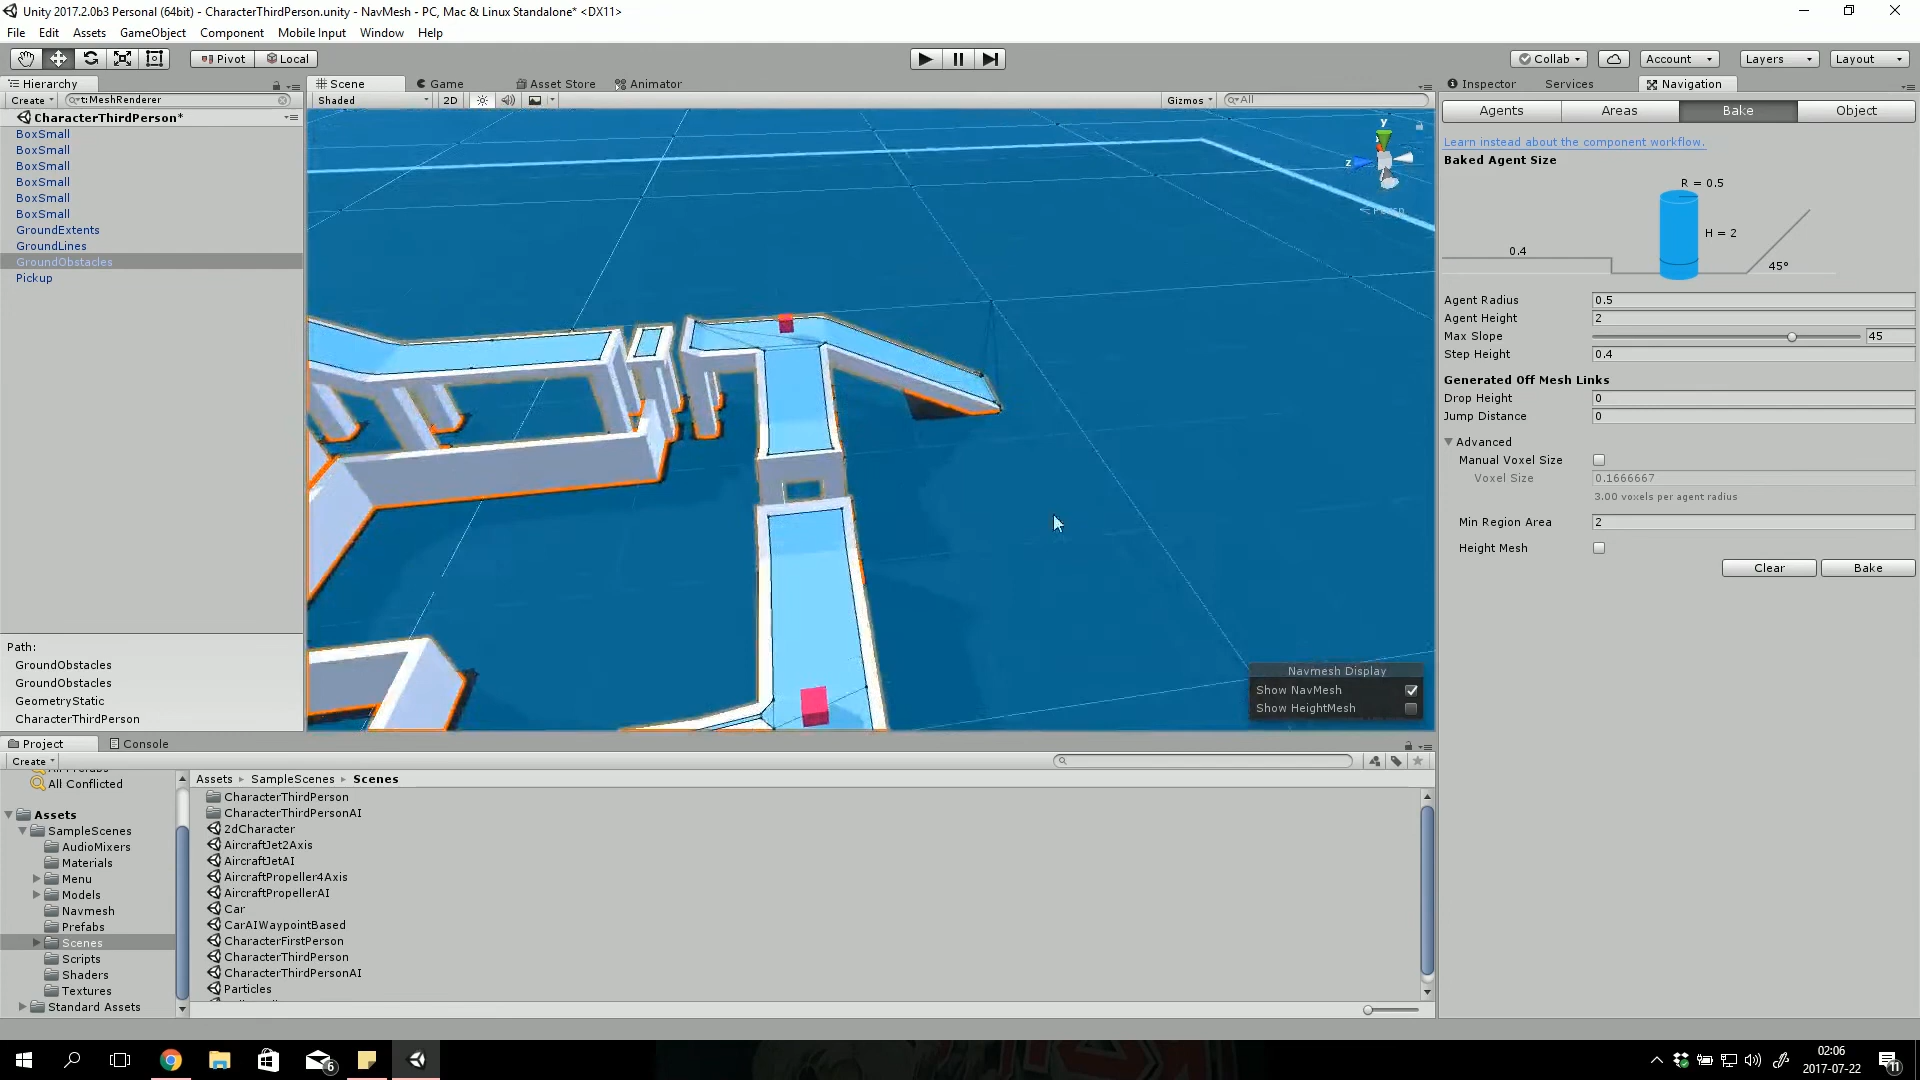 Unity 2017.2.0b3 Personal (64bit) - CharacterThirdPerson.unity - NavMesh - PC, Mac & Linux Standalone* <DX11>
File Edit Assets GameObject Component Mobile Input Window Help
Pivot Local Collab Account Layers Layout
Hierarchy
Create t:MeshRenderer
CharacterThirdPerson*
BoxSmall
BoxSmall
BoxSmall
BoxSmall
BoxSmall
BoxSmall
GroundExtents
GroundLines
GroundObstacles
Pickup
Path:
GroundObstacles
GroundObstacles
GeometryStatic
CharacterThirdPerson
Scene Game Asset Store Animator
Shaded 2D Gizmos All
y
z
Persp
Navmesh Display
Show NavMesh
Show HeightMesh
Inspector Services Navigation
Agents Areas Bake Object
Learn instead about the component workflow.
Baked Agent Size
R = 0.5
H = 2
0.4
45°
Agent Radius 0.5
Agent Height 2
Max Slope 45
Step Height 0.4
Generated Off Mesh Links
Drop Height 0
Jump Distance 0
Advanced
Manual Voxel Size
Voxel Size 0.1666667
3.00 voxels per agent radius
Min Region Area 2
Height Mesh
Clear Bake
Project Console
Create
All Conflicted
Assets
SampleScenes
AudioMixers
Materials
Menu
Models
Navmesh
Prefabs
Scenes
Scripts
Shaders
Textures
Standard Assets
Assets SampleScenes Scenes
CharacterThirdPerson
CharacterThirdPersonAI
2dCharacter
AircraftJet2Axis
AircraftJetAI
AircraftPropeller4Axis
AircraftPropellerAI
Car
CarAIWaypointBased
CharacterFirstPerson
CharacterThirdPerson
CharacterThirdPersonAI
Particles
6
02:06
2017-07-22
11